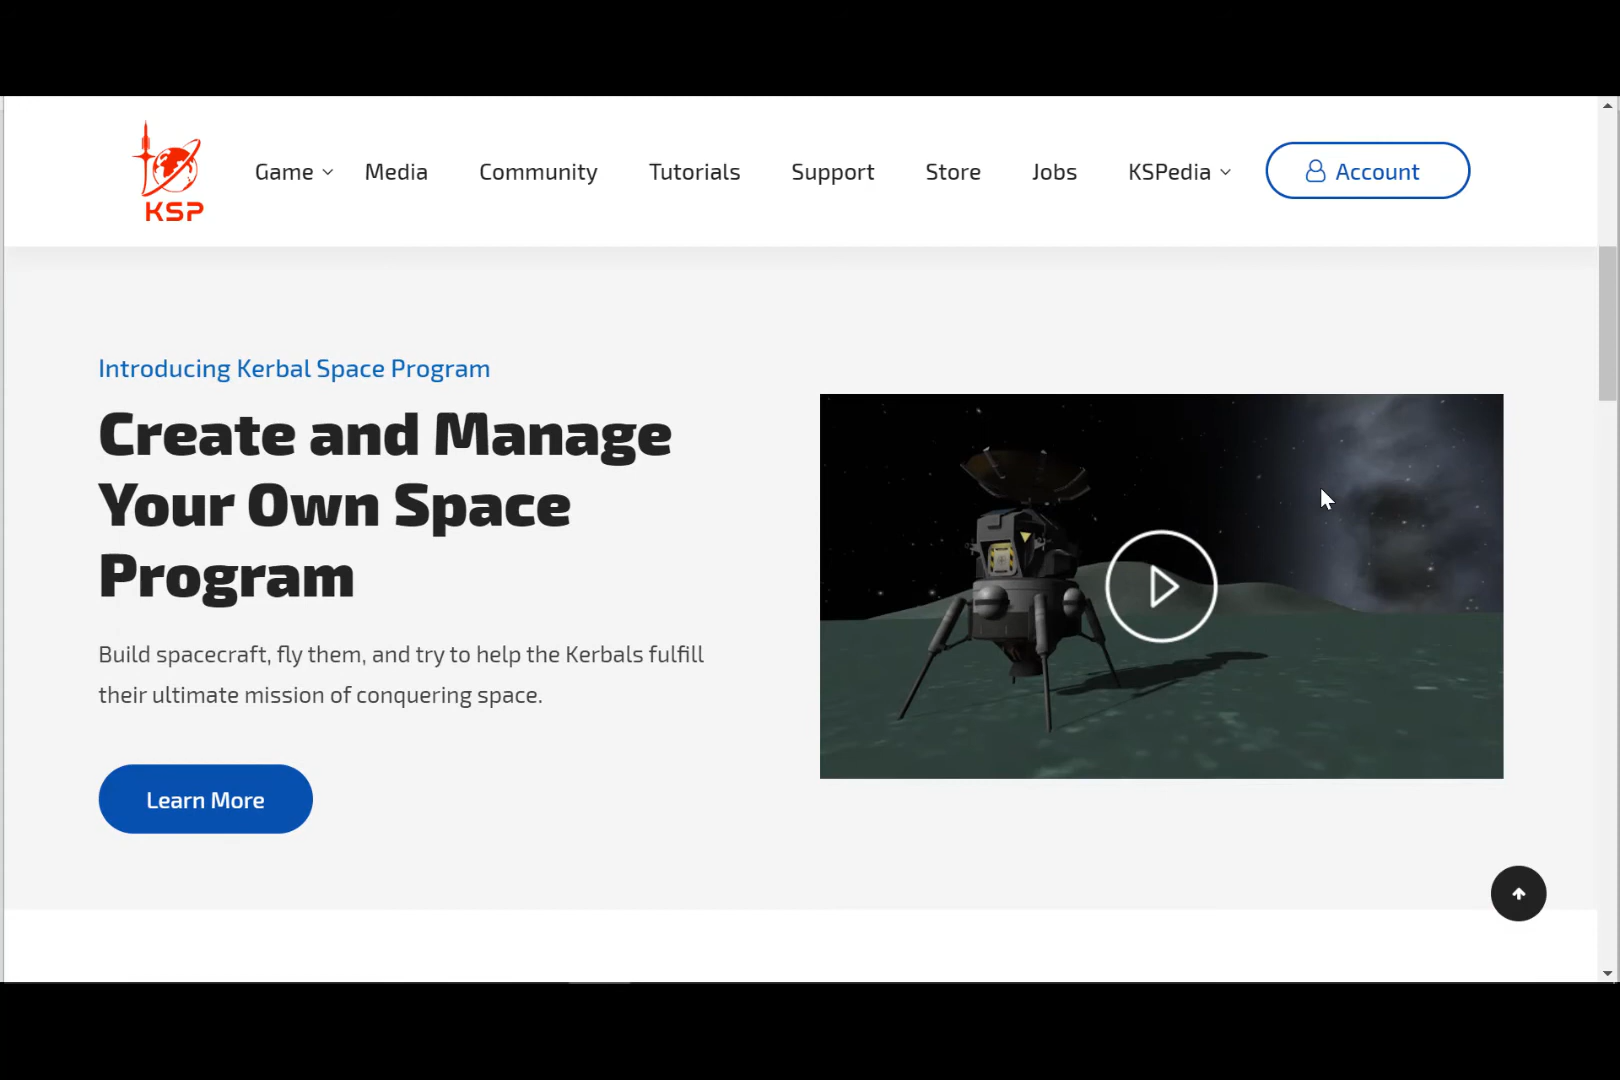 KSP
Game
Media
Community
Tutorials
Support
Store
Jobs
KSPedia
Account
Introducing Kerbal Space Program
Create and Manage
Your Own Space
Program
Build spacecraft, fly them, and try to help the Kerbals fulfill
their ultimate mission of conquering space.
Learn More